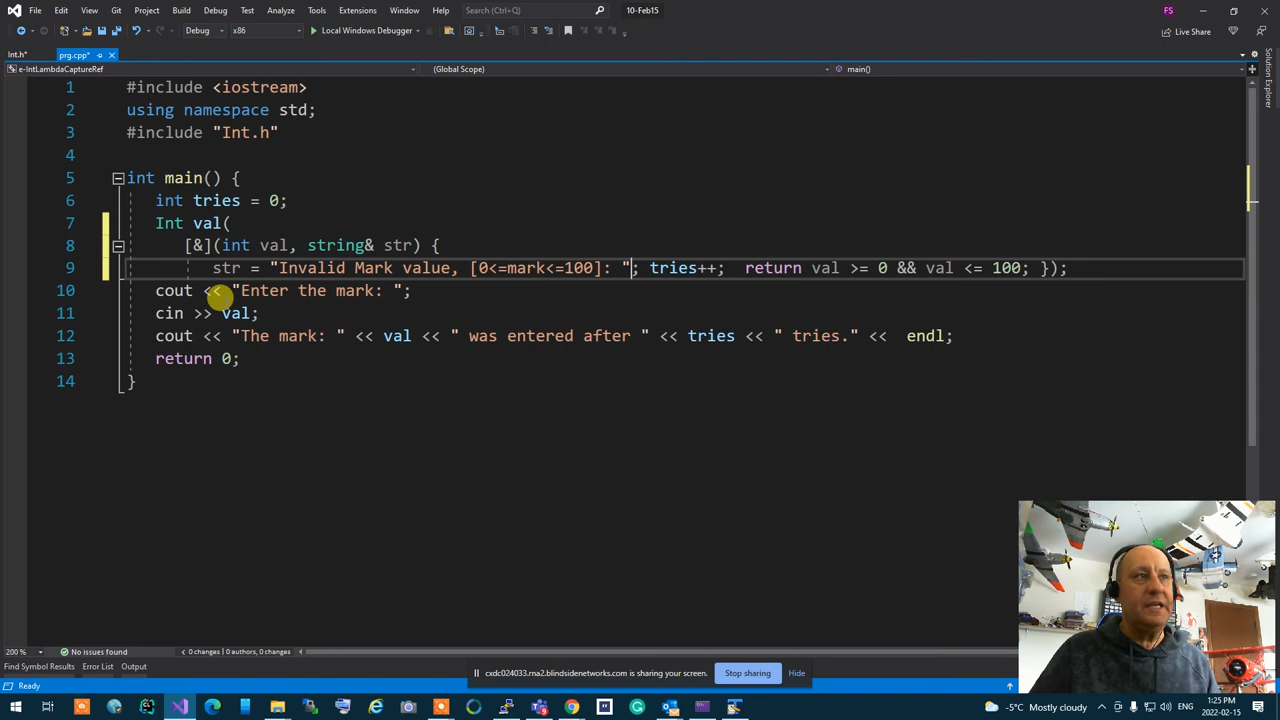 File Edit View Git Project Build Debug Test Analyze Tools Extensions Window Help Search (Ctrl+Q) 10-Feb15 FS
Debug x86 Local Windows Debugger Live Share
Int.h* prg.cpp*
e-IntLambdaCaptureRef (Global Scope) main()
Solution Explorer
1 #include <iostream>
2 using namespace std;
3 #include "Int.h"
4
5 int main() {
6 int tries = 0;
7 Int val(
8 [&](int val, string& str) {
9 str = "Invalid Mark value, [0<=mark<=100]: "; tries++; return val >= 0 && val <= 100; });
10 cout << "Enter the mark: ";
11 cin >> val;
12 cout << "The mark: " << val << " was entered after " << tries << " tries." << endl;
13 return 0;
14 }
200 % No issues found 0 changes | 0 authors, 0 changes
Find Symbol Results Error List Output
cxdc024033.rna2.blindsidenetworks.com is sharing your screen. Stop sharing Hide
Ready
-5°C Mostly cloudy 1:25 PM
2022-02-15